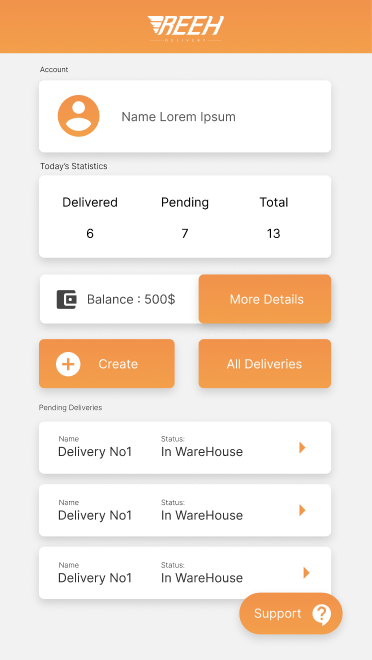 REEH
DELIVERY
Account
Name Lorem Ipsum
Today's Statistics
Delivered Pending Total
6 7 13
Balance : 500$ More Details
Create All Deliveries
Pending Deliveries
Name Status:
Delivery No1 In WareHouse
Name Status:
Delivery No1 In WareHouse
Name Status:
Delivery No1 In WareHouse
Support ?